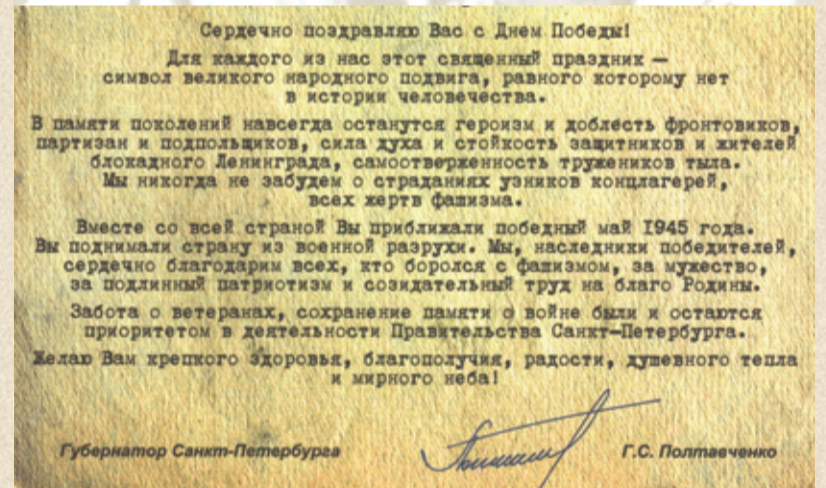 Сердечно поздравляю Вас с Днем Победы!
Для каждого из нас этот священный праздник —
символ великого народного подвига, равного которому нет
в истории человечества.
В памяти поколений навсегда останутся героизм и доблесть фронтовиков,
партизан и подпольщиков, сила духа и стойкость защитников и жителей
блокадного Ленинграда, самоотверженность тружеников тыла.
Мы никогда не забудем о страданиях узников концлагерей,
всех жертв фашизма.
Вместе со всей страной Вы приближали победный май 1945 года.
Вы поднимали страну из военной разрухи. Мы, наследники победителей,
сердечно благодарим всех, кто боролся с фашизмом, за мужество,
за подлинный патриотизм и созидательный труд на благо Родины.
Забота о ветеранах, сохранение памяти о войне были и остаются
приоритетом в деятельности Правительства Санкт-Петербурга.
Желаю Вам крепкого здоровья, благополучия, радости, душевного тепла
и мирного неба!
Губернатор Санкт-Петербурга Г.С. Полтавченко